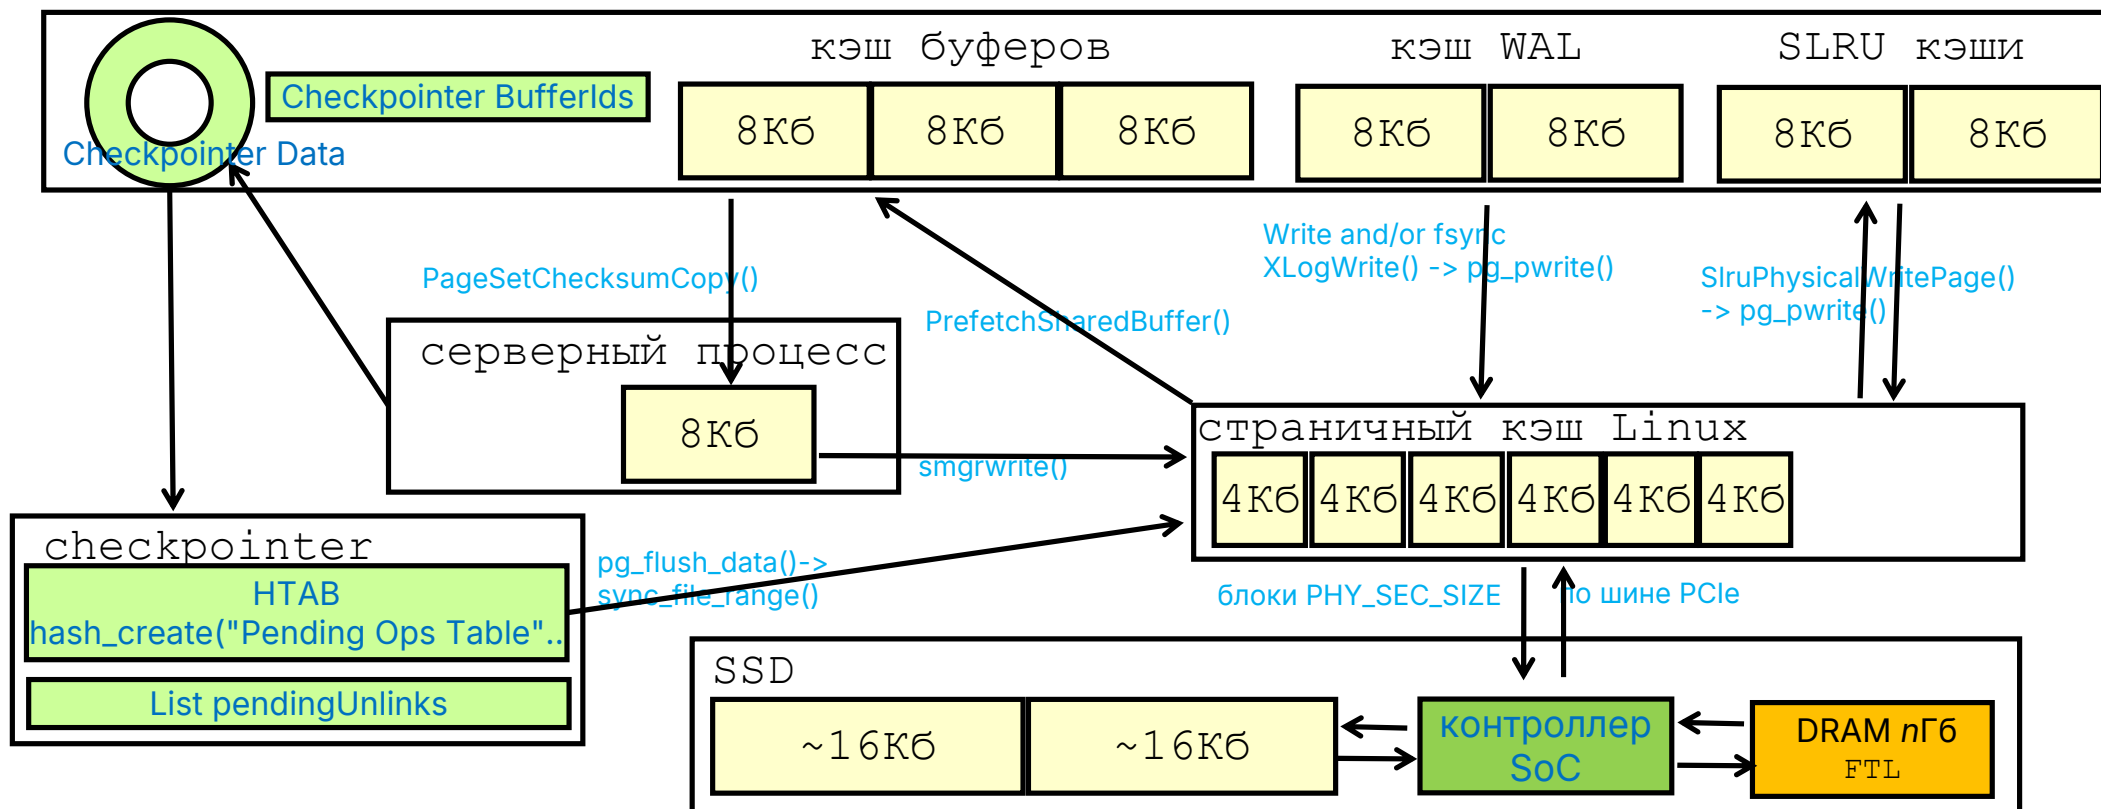 кэш буферов
кэш WAL
SLRU кэши
Checkpointer BufferIds
8Кб
8Кб
8Кб
8Кб
8Кб
8Кб
8Кб
Checkpointer Data
Write and/or fsync
XLogWrite() -> pg_pwrite()
PageSetChecksumCopy()
SlruPhysicalWritePage()
-> pg_pwrite()
PrefetchSharedBuffer()
серверный процесс
8Кб
smgrwrite()
страничный кэш Linux
4Кб
4Кб
4Кб
4Кб
4Кб
4Кб
checkpointer
HTAB
hash_create("Pending Ops Table"..
List pendingUnlinks
pg_flush_data()->
sync_file_range()
блоки PHY_SEC_SIZE
по шине PCIe
SSD
~16Кб
~16Кб
контроллер
SoC
DRAM nГб
FTL